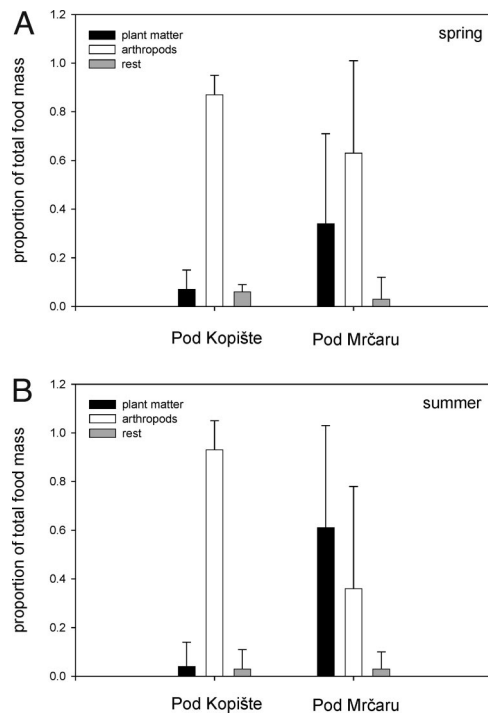 A
1.2
spring
plant matter
arthropods
rest
1.0
0.8
0.6
0.4
0.2
0.0
proportion of total food mass
Pod Kopište Pod Mrčaru
B
1.2
summer
plant matter
arthropods
rest
1.0
0.8
0.6
0.4
0.2
0.0
proportion of total food mass
Pod Kopište Pod Mrčaru